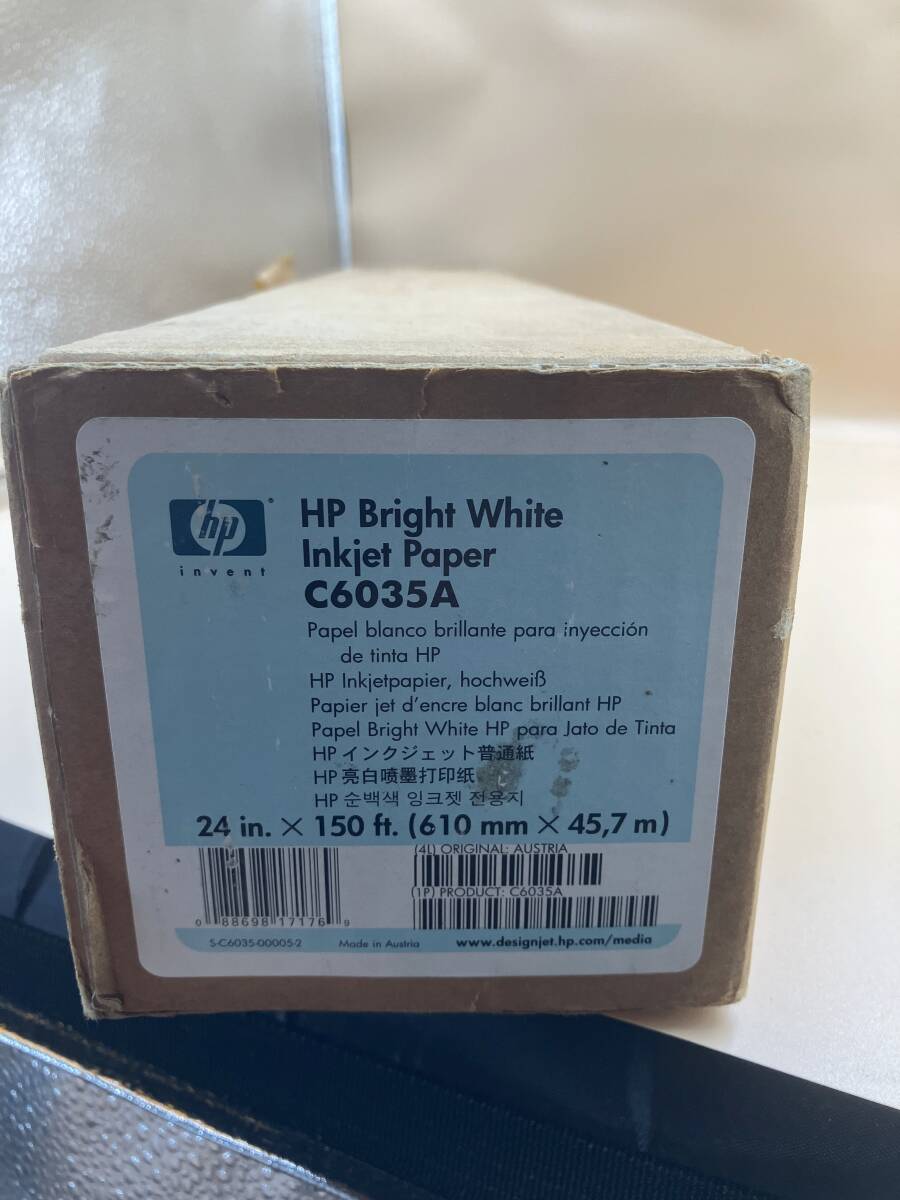 hp
invent
HP Bright White
Inkjet Paper
C6035A
Papel blanco brillante para inyección
de tinta HP
HP Inkjetpapier, hochweiß
Papier jet d'encre blanc brillant HP
Papel Bright White HP para Jato de Tinta
HP インクジェット普通紙
HP 亮白喷墨打印纸
HP 순백색 잉크젯 전용지
24 in. × 150 ft. (610 mm × 45,7 m)
(4L) ORIGINAL: AUSTRIA
(1P) PRODUCT: C6035A
0 88698 17176 9
S-C6035-00005-2 Made in Austria www.designjet.hp.com/media